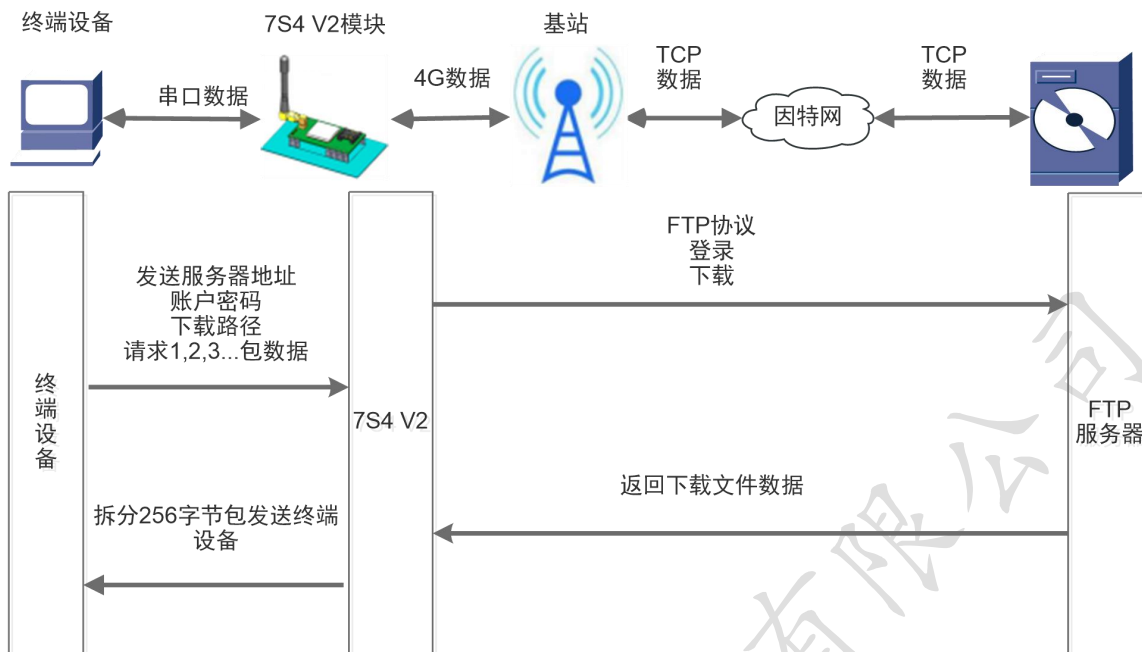 终端设备
7S4 V2模块
基站
TCP
数据
TCP
数据
串口数据
4G数据
因特网
FTP协议
登录
下载
发送服务器地址
账户密码
下载路径
请求1,2,3...包数据
终端设备
7S4 V2
FTP
服务器
返回下载文件数据
拆分256字节包发送终端
设备
有限公司